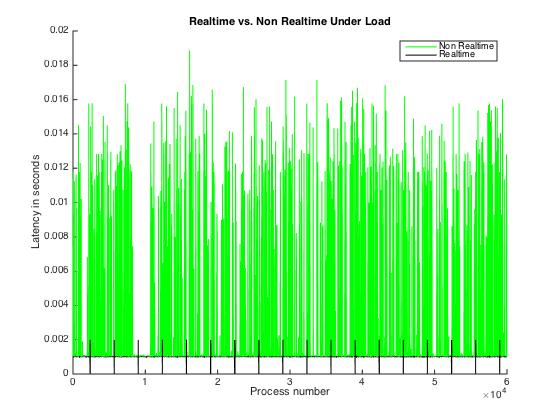 Realtime vs. Non Realtime Under Load
Non Realtime
Realtime
0.02
0.018
0.016
0.014
0.012
0.01
0.008
0.006
0.004
0.002
0
Latency in seconds
0 1 2 3 4 5 6
Process number
×10⁴